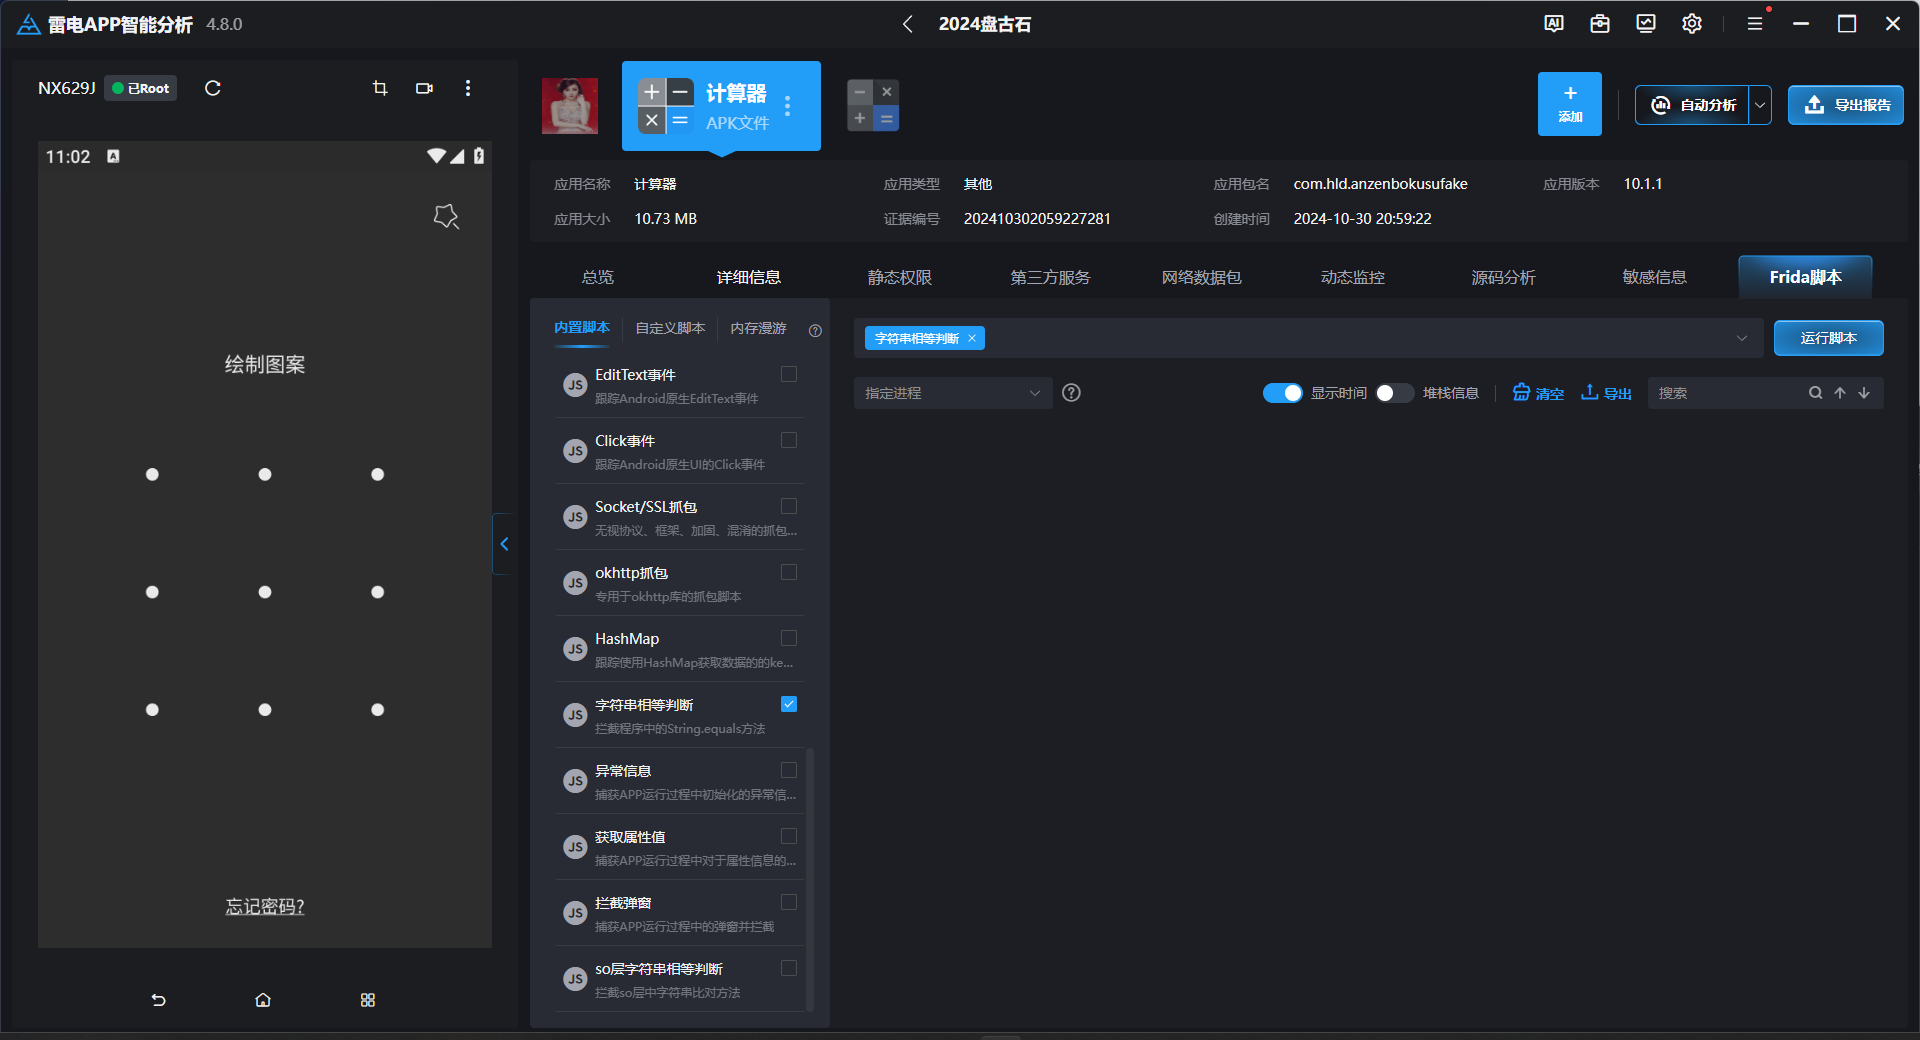 雷电APP智能分析 4.8.0
2024盘古石
AI
NX629J 已Root
计算器
APK文件
添加
自动分析
导出报告
11:02 A
绘制图案
忘记密码?
应用名称 计算器 应用类型 其他 应用包名 com.hld.anzenbokusufake 应用版本 10.1.1
应用大小 10.73 MB 证据编号 202410302059227281 创建时间 2024-10-30 20:59:22
总览 详细信息 静态权限 第三方服务 网络数据包 动态监控 源码分析 敏感信息 Frida脚本
内置脚本 自定义脚本 内存漫游
字符串相等判断 ×
运行脚本
指定进程
显示时间 堆栈信息 清空 导出 搜索
JS EditText事件
跟踪Android原生EditText事件
JS Click事件
跟踪Android原生UI的Click事件
JS Socket/SSL抓包
无视协议、框架、加固、混淆的抓包...
JS okhttp抓包
专用于okhttp库的抓包脚本
JS HashMap
跟踪使用HashMap获取数据的的ke...
JS 字符串相等判断
拦截程序中的String.equals方法
JS 异常信息
捕获APP运行过程中初始化的异常信...
JS 获取属性值
捕获APP运行过程中对于属性信息的...
JS 拦截弹窗
捕获APP运行过程中的弹窗并拦截
JS so层字符串相等判断
拦截so层中字符串比对方法